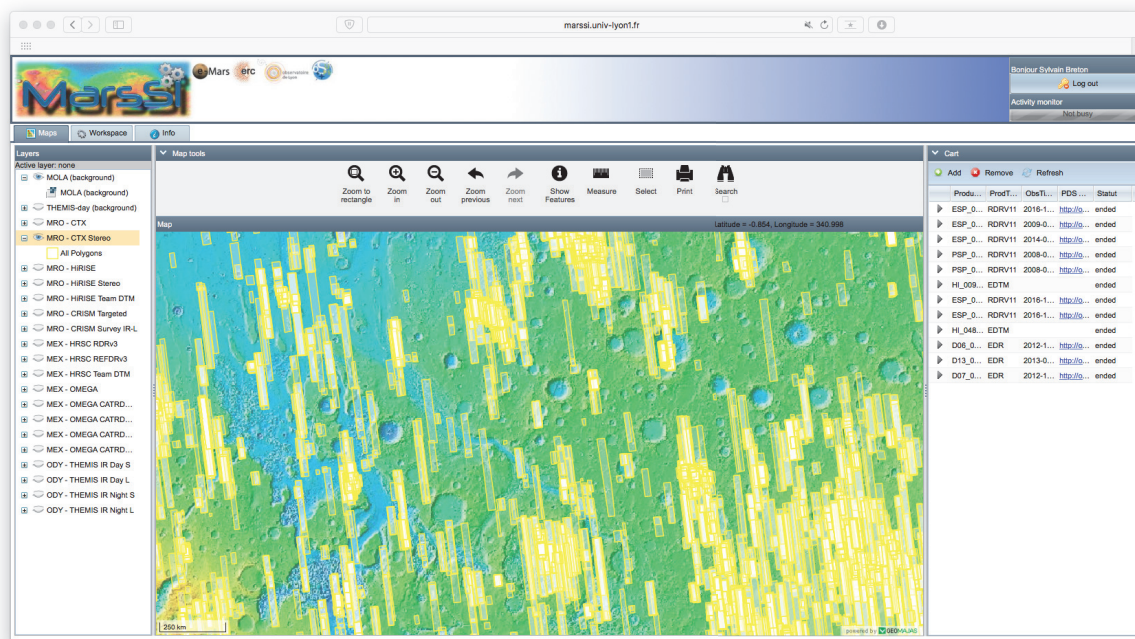 marssi.univ-lyon1.fr
MarsSI
e-Mars
erc
observatoire
de lyon
Bonjour Sylvain Breton
Log out
Activity monitor
Not busy
Maps
Workspace
Info
Layers
Active layer: none
MOLA (background)
MOLA (background)
THEMIS-day (background)
MRO - CTX
MRO - CTX Stereo
All Polygons
MRO - HiRISE
MRO - HiRISE Stereo
MRO - HiRISE Team DTM
MRO - CRISM Targeted
MRO - CRISM Survey IR-L
MEX - HRSC RDRv3
MEX - HRSC REFDRv3
MEX - HRSC Team DTM
MEX - OMEGA
MEX - OMEGA CATRD...
MEX - OMEGA CATRD...
MEX - OMEGA CATRD...
MEX - OMEGA CATRD...
ODY - THEMIS IR Day S
ODY - THEMIS IR Day L
ODY - THEMIS IR Night S
ODY - THEMIS IR Night L
Map tools
Zoom to rectangle
Zoom in
Zoom out
Zoom previous
Zoom next
Show Features
Measure
Select
Print
Search
Map
Latitude = -0.854, Longitude = 340.998
250 km
powered by GEOMAJAS
Cart
Add Remove Refresh
Produ... ProdT... ObsTi... PDS ... Statut
ESP_0... RDRV11 2016-1... http://o... ended
ESP_0... RDRV11 2009-0... http://o... ended
ESP_0... RDRV11 2014-0... http://o... ended
PSP_0... RDRV11 2008-0... http://o... ended
PSP_0... RDRV11 2008-0... http://o... ended
HI_009... EDTM ended
ESP_0... RDRV11 2016-1... http://o... ended
ESP_0... RDRV11 2016-1... http://o... ended
HI_048... EDTM ended
D06_0... EDR 2012-1... http://o... ended
D13_0... EDR 2013-0... http://o... ended
D07_0... EDR 2012-1... http://o... ended